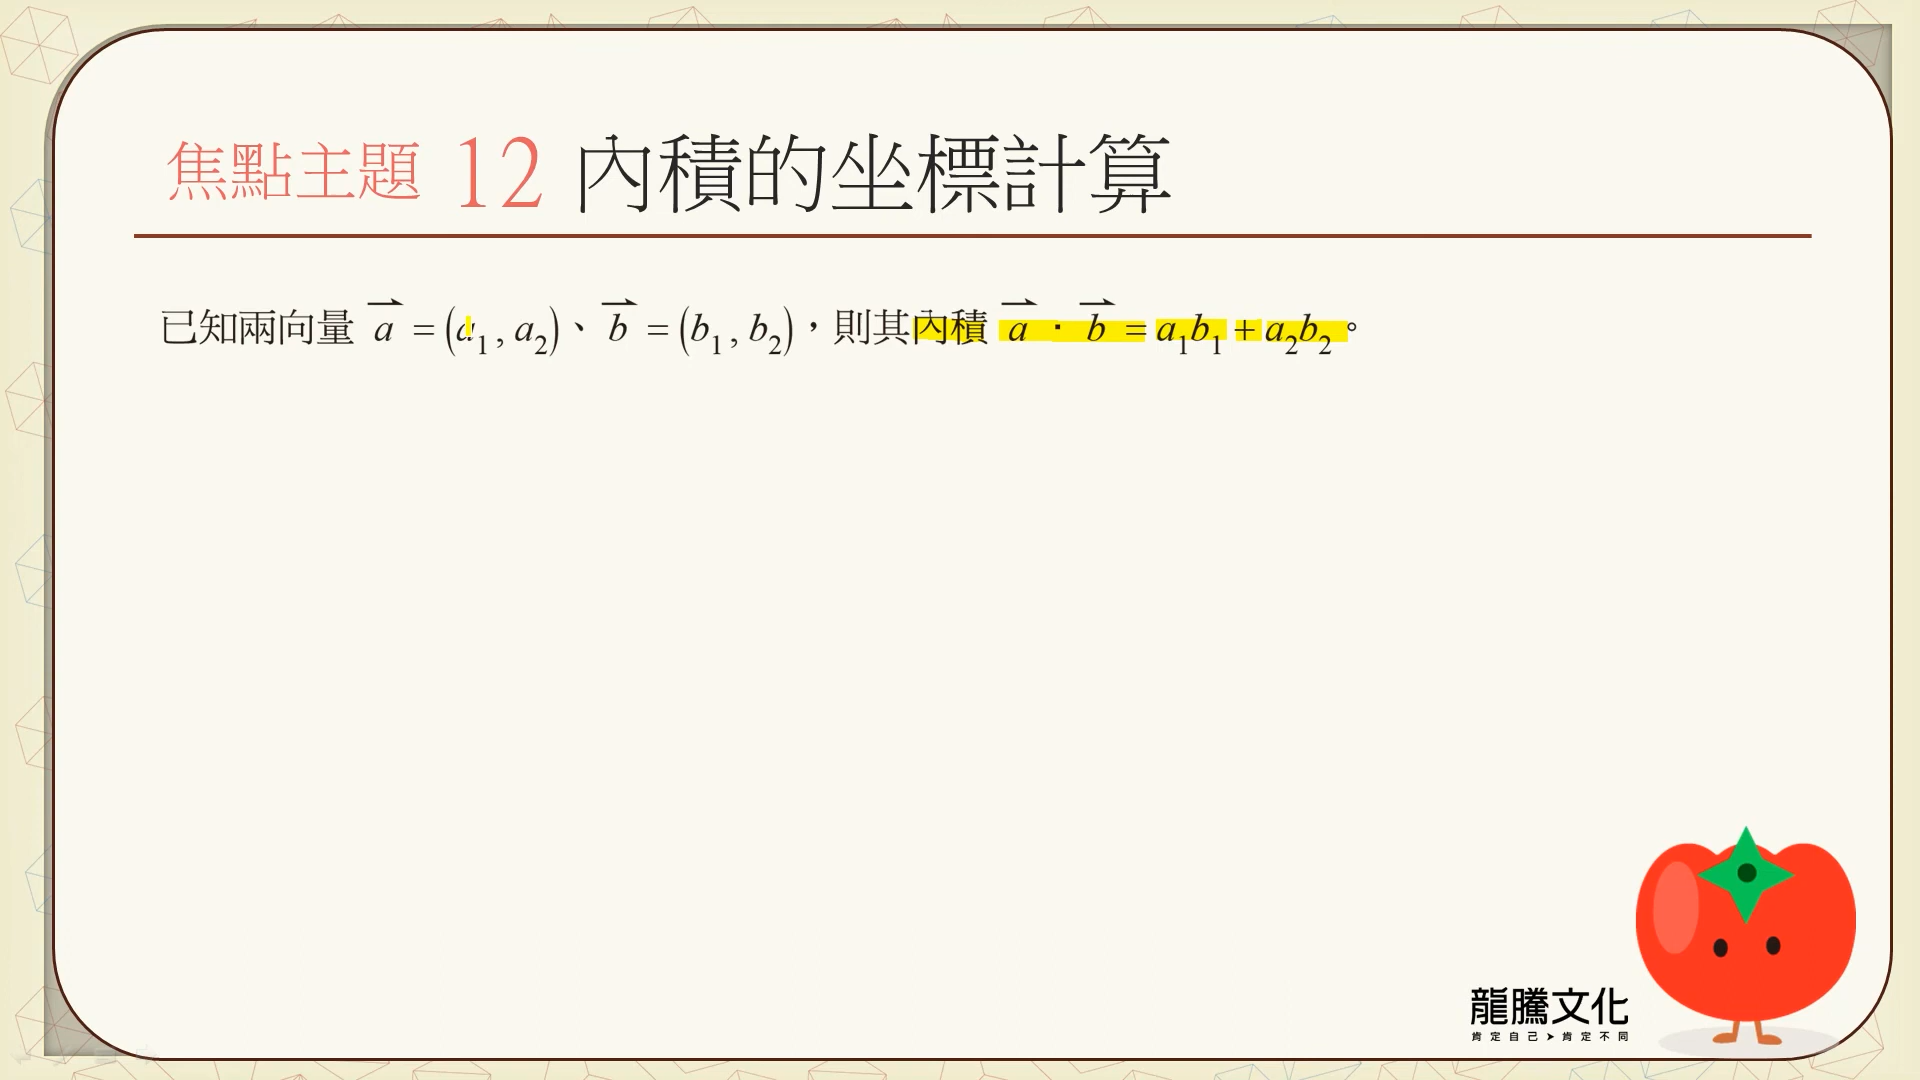 焦點主題 12 內積的坐標計算
已知兩向量 a⃑ = (a₁, a₂)、b⃑ = (b₁, b₂)，則其內積 a⃑ · b⃑ = a₁b₁ + a₂b₂。
龍騰文化
肯定自己➤肯定不同